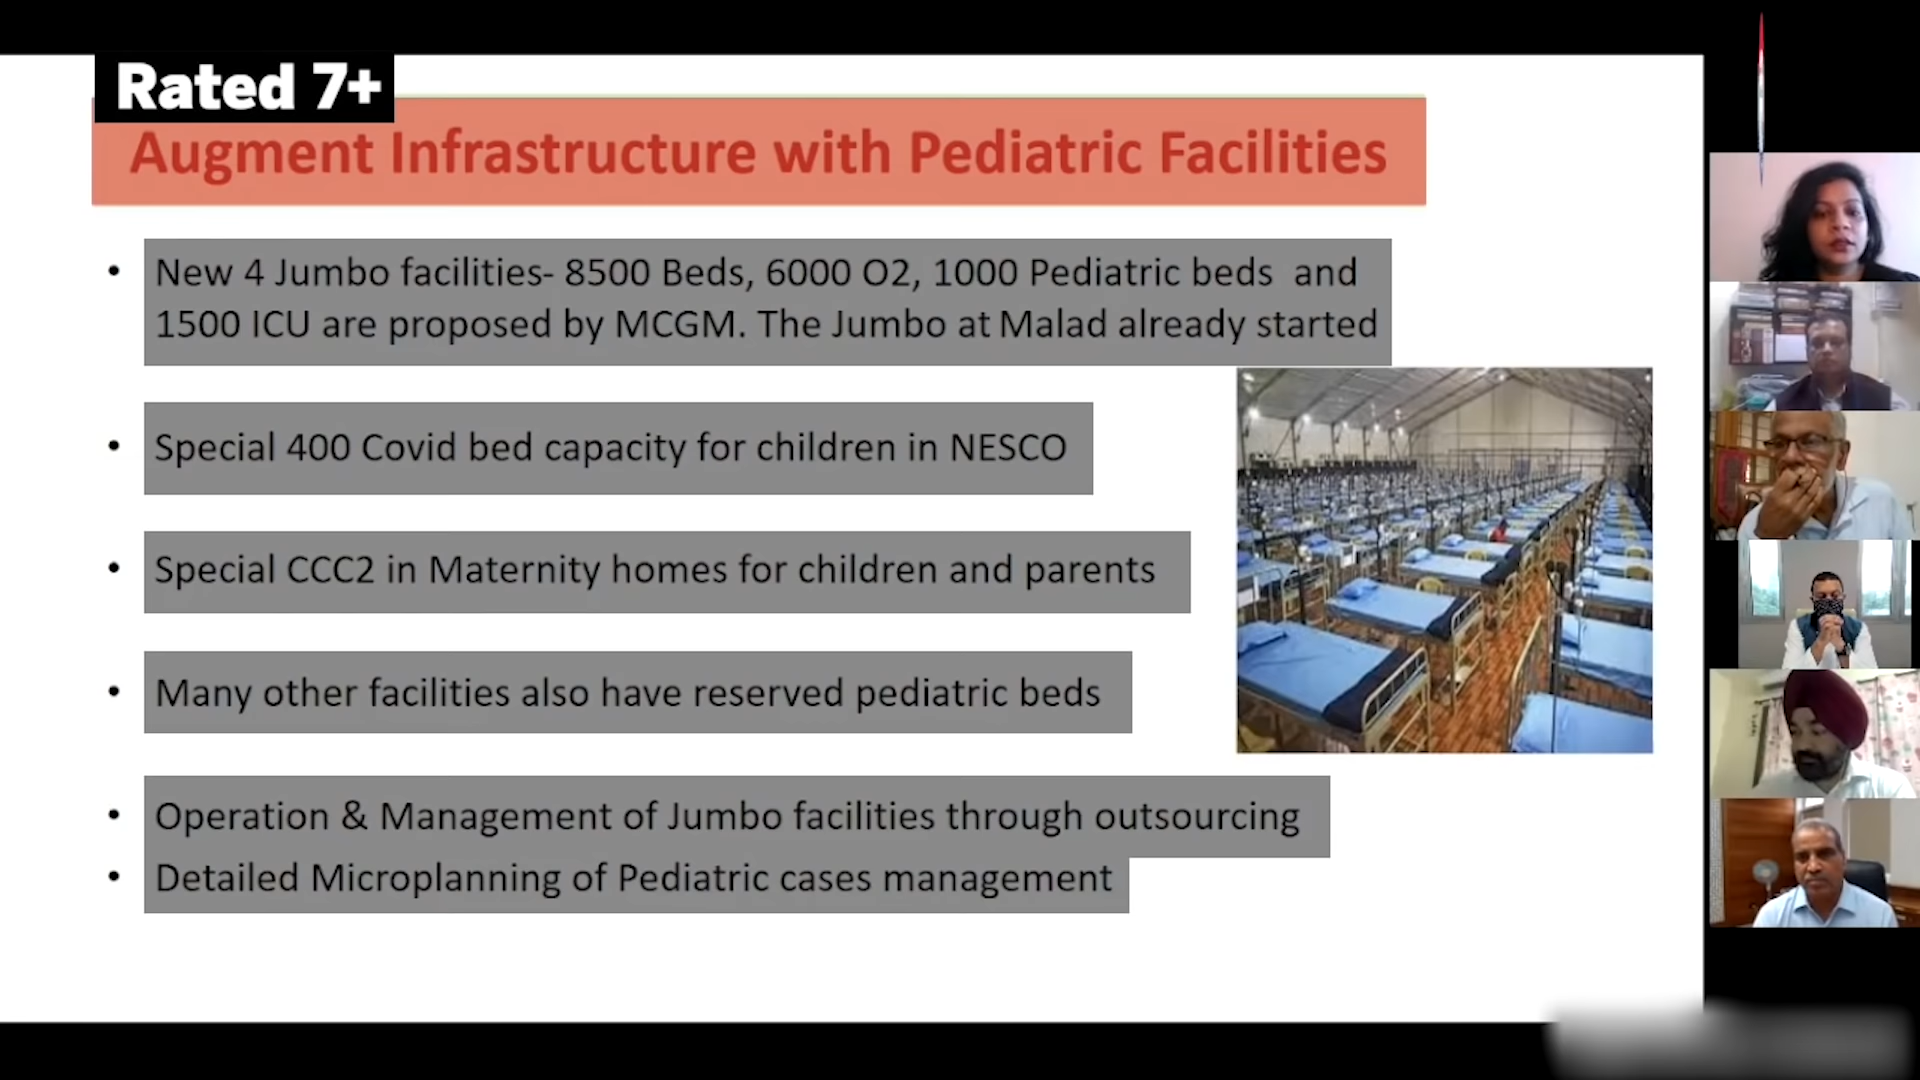 Rated 7+
Augment Infrastructure with Pediatric Facilities
• New 4 Jumbo facilities- 8500 Beds, 6000 O2, 1000 Pediatric beds and
1500 ICU are proposed by MCGM. The Jumbo at Malad already started
• Special 400 Covid bed capacity for children in NESCO
• Special CCC2 in Maternity homes for children and parents
• Many other facilities also have reserved pediatric beds
• Operation & Management of Jumbo facilities through outsourcing
• Detailed Microplanning of Pediatric cases management